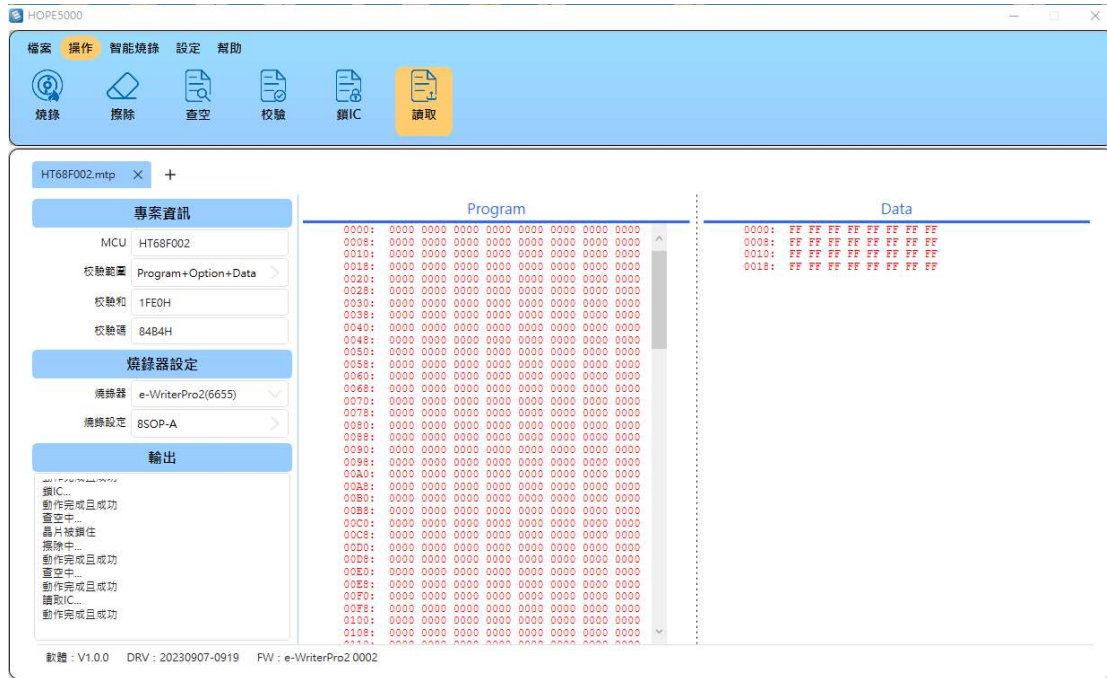 HOPE5000
檔案 操作 智能燒錄 設定 幫助
燒錄 擦除 查空 校驗 鎖IC 讀取
HT68F002.mtp × +
專案資訊
MCU HT68F002
校驗範圍 Program+Option+Data
校驗和 1FE0H
校驗碼 84B4H
燒錄器設定
燒錄器 e-WriterPro2(6655)
燒錄設定 8SOP-A
輸出
動作完成且成功
鎖IC...
動作完成且成功
查空中...
晶片被鎖住
擦除中...
動作完成且成功
查空中...
動作完成且成功
讀取IC...
動作完成且成功
Program
0000: 0000 0000 0000 0000 0000 0000 0000 0000
0008: 0000 0000 0000 0000 0000 0000 0000 0000
0010: 0000 0000 0000 0000 0000 0000 0000 0000
0018: 0000 0000 0000 0000 0000 0000 0000 0000
0020: 0000 0000 0000 0000 0000 0000 0000 0000
0028: 0000 0000 0000 0000 0000 0000 0000 0000
0030: 0000 0000 0000 0000 0000 0000 0000 0000
0038: 0000 0000 0000 0000 0000 0000 0000 0000
0040: 0000 0000 0000 0000 0000 0000 0000 0000
0048: 0000 0000 0000 0000 0000 0000 0000 0000
0050: 0000 0000 0000 0000 0000 0000 0000 0000
0058: 0000 0000 0000 0000 0000 0000 0000 0000
0060: 0000 0000 0000 0000 0000 0000 0000 0000
0068: 0000 0000 0000 0000 0000 0000 0000 0000
0070: 0000 0000 0000 0000 0000 0000 0000 0000
0078: 0000 0000 0000 0000 0000 0000 0000 0000
0080: 0000 0000 0000 0000 0000 0000 0000 0000
0088: 0000 0000 0000 0000 0000 0000 0000 0000
0090: 0000 0000 0000 0000 0000 0000 0000 0000
0098: 0000 0000 0000 0000 0000 0000 0000 0000
00A0: 0000 0000 0000 0000 0000 0000 0000 0000
00A8: 0000 0000 0000 0000 0000 0000 0000 0000
00B0: 0000 0000 0000 0000 0000 0000 0000 0000
00B8: 0000 0000 0000 0000 0000 0000 0000 0000
00C0: 0000 0000 0000 0000 0000 0000 0000 0000
00C8: 0000 0000 0000 0000 0000 0000 0000 0000
00D0: 0000 0000 0000 0000 0000 0000 0000 0000
00D8: 0000 0000 0000 0000 0000 0000 0000 0000
00E0: 0000 0000 0000 0000 0000 0000 0000 0000
00E8: 0000 0000 0000 0000 0000 0000 0000 0000
00F0: 0000 0000 0000 0000 0000 0000 0000 0000
00F8: 0000 0000 0000 0000 0000 0000 0000 0000
0100: 0000 0000 0000 0000 0000 0000 0000 0000
0108: 0000 0000 0000 0000 0000 0000 0000 0000
0110: 0000 0000 0000 0000 0000 0000 0000 0000
Data
0000: FF FF FF FF FF FF FF FF
0008: FF FF FF FF FF FF FF FF
0010: FF FF FF FF FF FF FF FF
0018: FF FF FF FF FF FF FF FF
軟體：V1.0.0 DRV：20230907-0919 FW：e-WriterPro2 0002